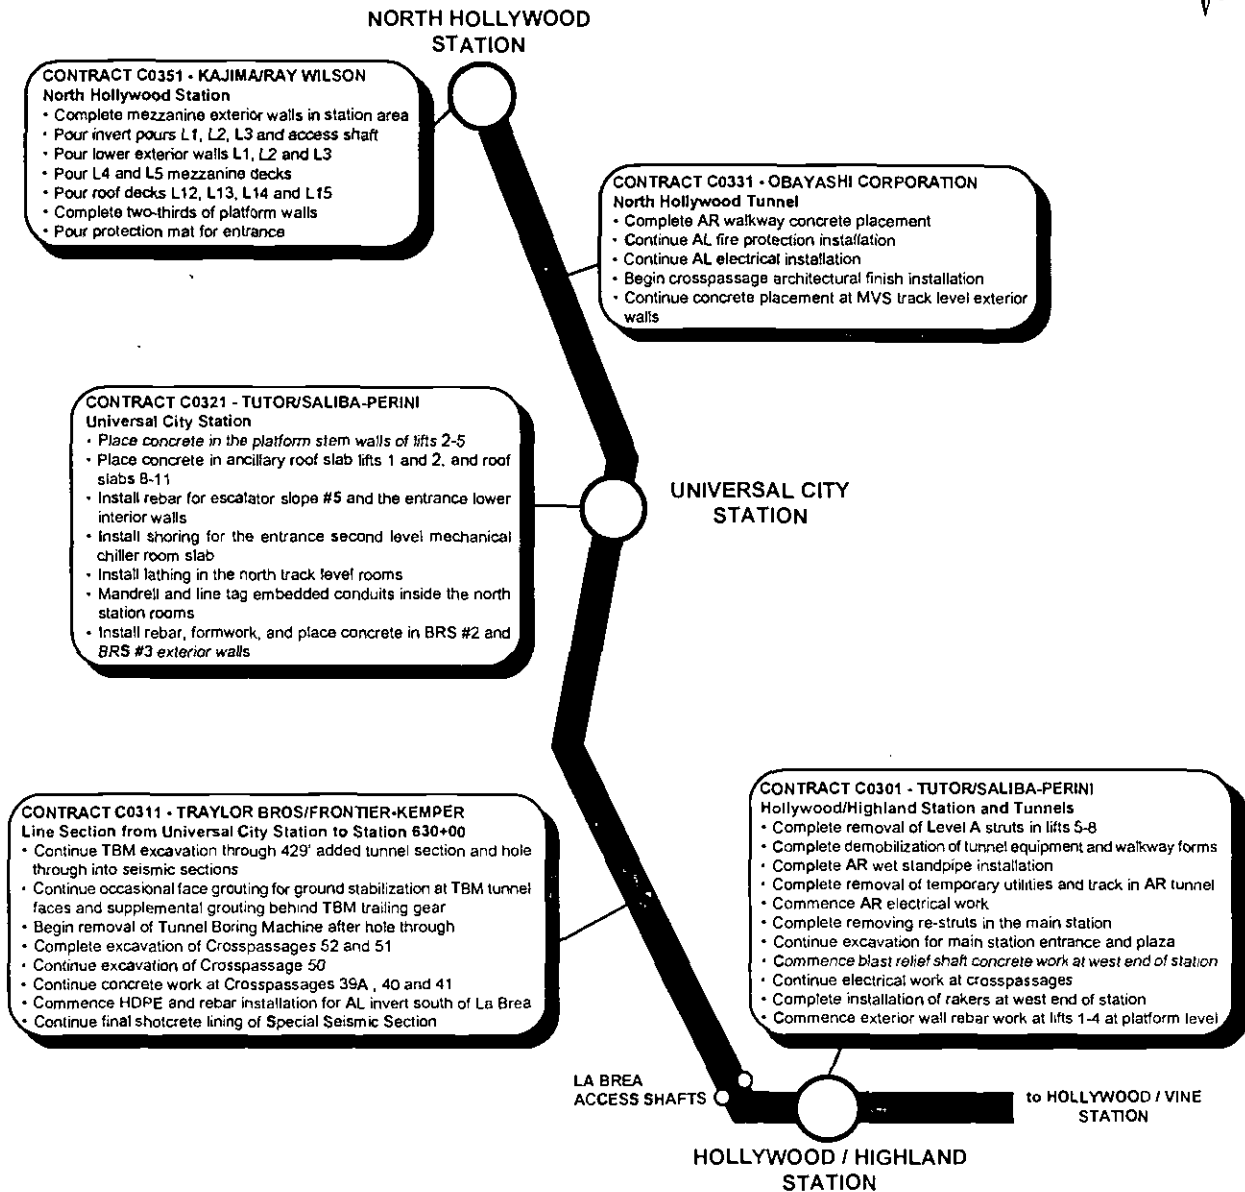 NORTH HOLLYWOOD
STATION
CONTRACT C0351 - KAJIMA/RAY WILSON
North Hollywood Station
• Complete mezzanine exterior walls in station area
• Pour invert pours L1, L2, L3 and access shaft
• Pour lower exterior walls L1, L2 and L3
• Pour L4 and L5 mezzanine decks
• Pour roof decks L12, L13, L14 and L15
• Complete two-thirds of platform walls
• Pour protection mat for entrance
CONTRACT C0331 - OBAYASHI CORPORATION
North Hollywood Tunnel
• Complete AR walkway concrete placement
• Continue AL fire protection installation
• Continue AL electrical installation
• Begin crosspassage architectural finish installation
• Continue concrete placement at MVS track level exterior
walls
CONTRACT C0321 - TUTOR/SALIBA-PERINI
Universal City Station
• Place concrete in the platform stem walls of lifts 2-5
• Place concrete in ancillary roof slab lifts 1 and 2, and roof
slabs 8-11
• Install rebar for escalator slope #5 and the entrance lower
interior walls
• Install shoring for the entrance second level mechanical
chiller room slab
• Install lathing in the north track level rooms
• Mandrell and line tag embedded conduits inside the north
station rooms
• Install rebar, formwork, and place concrete in BRS #2 and
BRS #3 exterior walls
UNIVERSAL CITY
STATION
CONTRACT C0311 - TRAYLOR BROS/FRONTIER-KEMPER
Line Section from Universal City Station to Station 630+00
• Continue TBM excavation through 429' added tunnel section and hole
through into seismic sections
• Continue occasional face grouting for ground stabilization at TBM tunnel
faces and supplemental grouting behind TBM trailing gear
• Begin removal of Tunnel Boring Machine after hole through
• Complete excavation of Crosspassages 52 and 51
• Continue excavation of Crosspassage 50
• Continue concrete work at Crosspassages 39A , 40 and 41
• Commence HDPE and rebar installation for AL invert south of La Brea
• Continue final shotcrete lining of Special Seismic Section
CONTRACT C0301 - TUTOR/SALIBA-PERINI
Hollywood/Highland Station and Tunnels
• Complete removal of Level A struts in lifts 5-8
• Complete demobilization of tunnel equipment and walkway forms
• Complete AR wet standpipe installation
• Complete removal of temporary utilities and track in AR tunnel
• Commence AR electrical work
• Complete removing re-struts in the main station
• Continue excavation for main station entrance and plaza
• Commence blast relief shaft concrete work at west end of station
• Continue electrical work at crosspassages
• Complete installation of rakers at west end of station
• Commence exterior wall rebar work at lifts 1-4 at platform level
LA BREA
ACCESS SHAFTS
to HOLLYWOOD / VINE
STATION
HOLLYWOOD / HIGHLAND
STATION